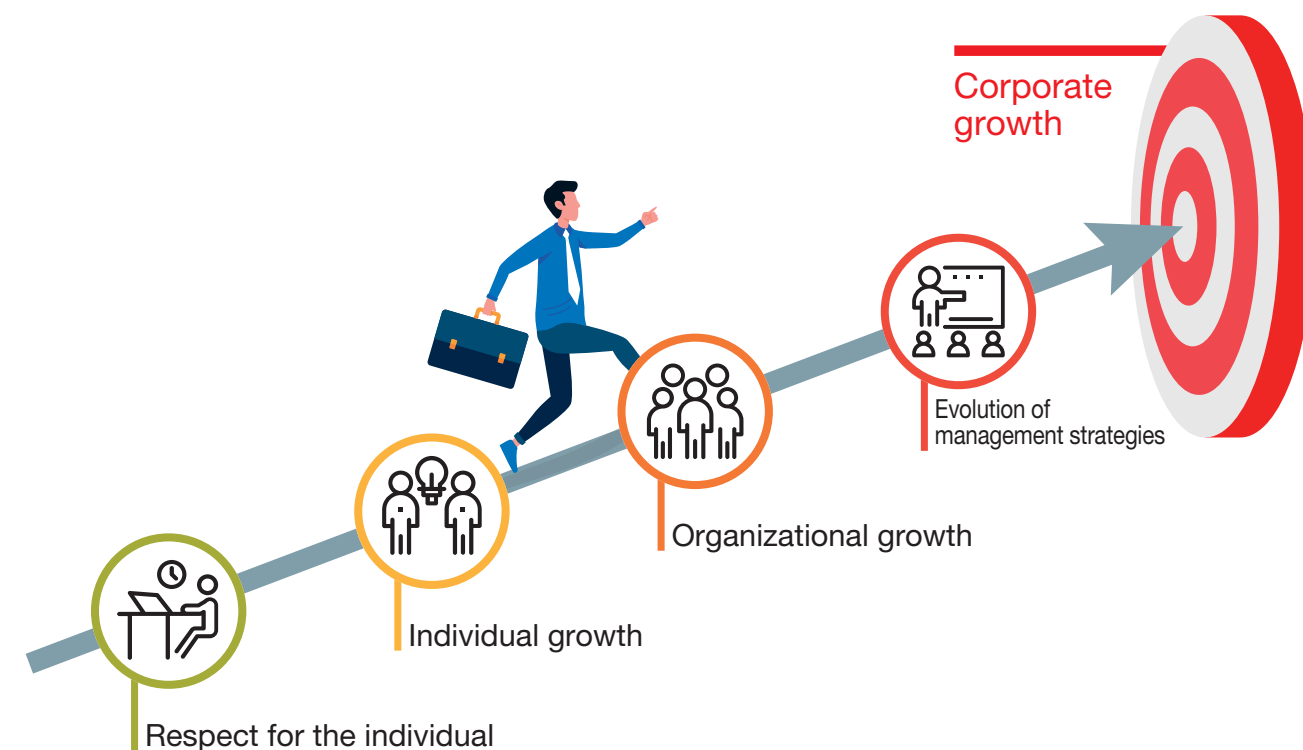 Corporate
growth
Evolution of
management strategies
Organizational growth
Individual growth
Respect for the individual